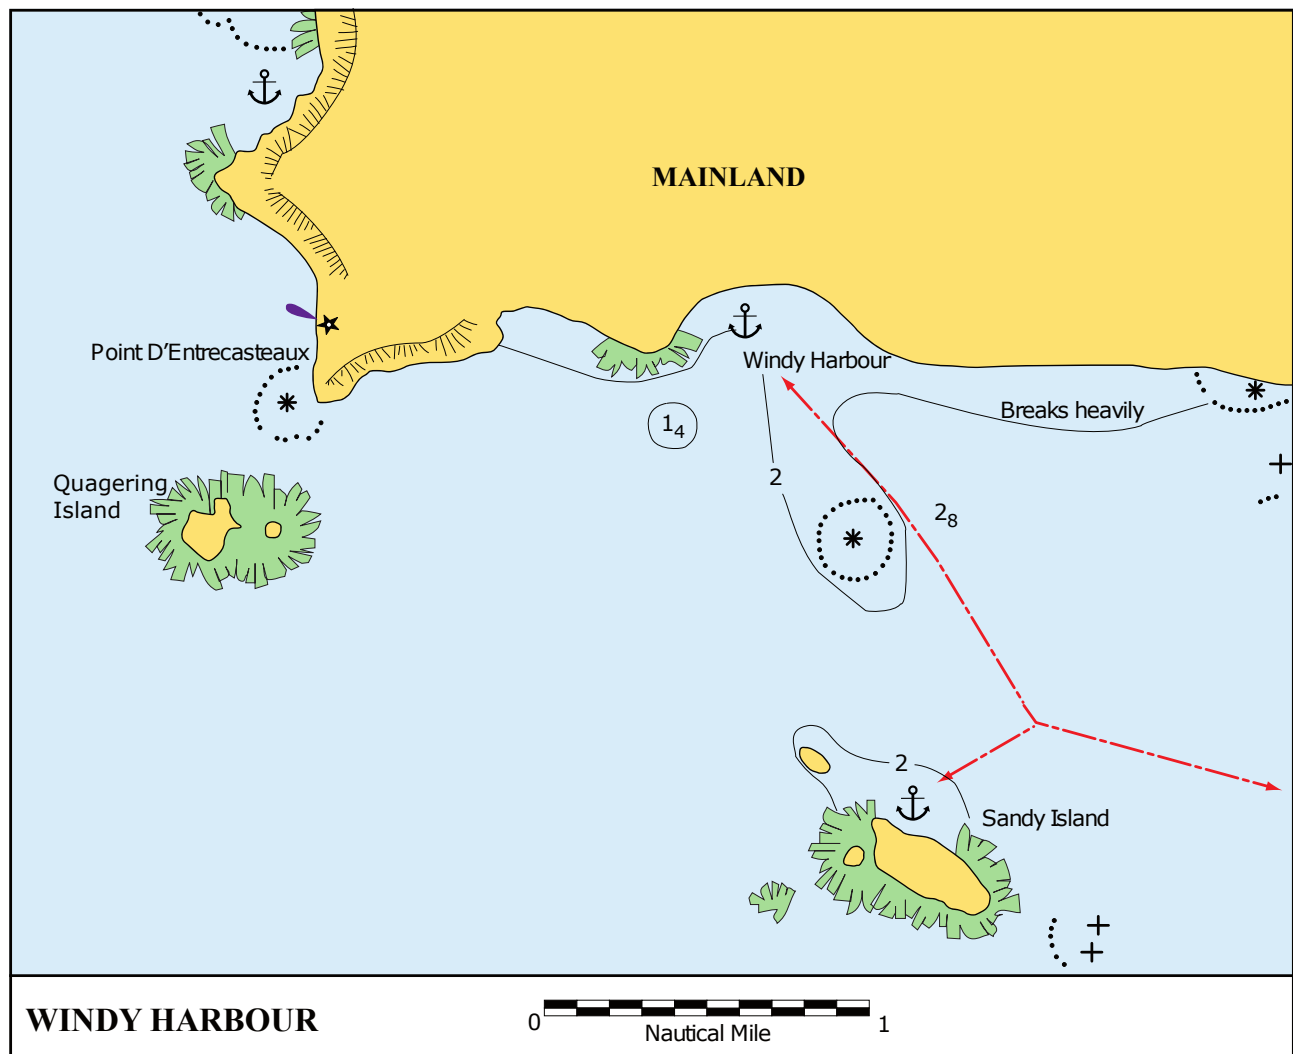 MAINLAND
Point D'Entrecasteaux
Windy Harbour
Breaks heavily
1₄
2
Quagering
Island
2₈
2
Sandy Island
WINDY HARBOUR
0
1
Nautical Mile